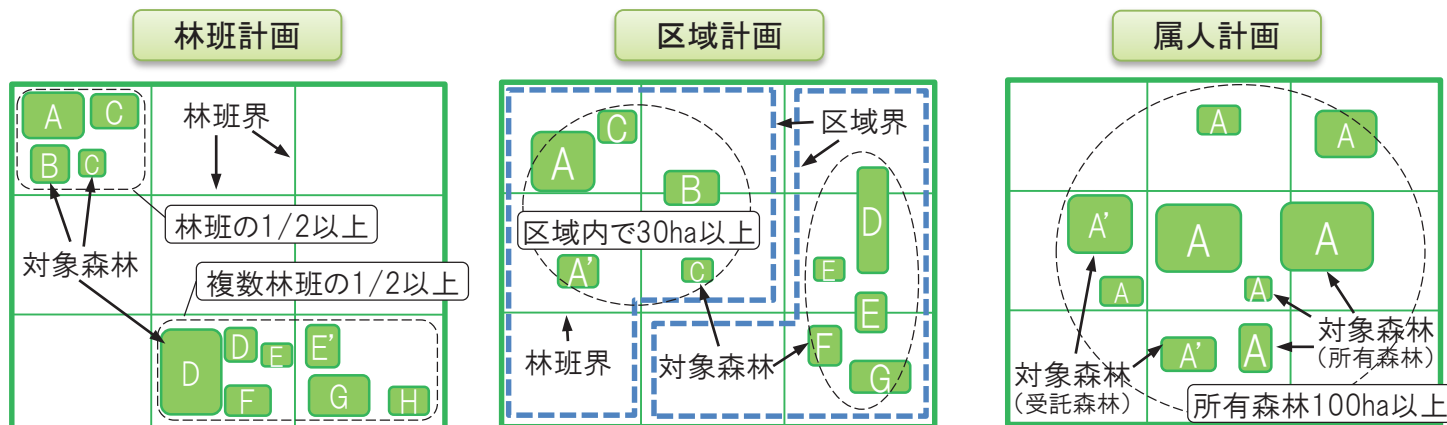 林班計画
A
C
B
C
林班界
林班の1/2以上
対象森林
複数林班の1/2以上
D
D
E
E'
F
G
H
区域計画
C
A
B
区域界
区域内で30ha以上
D
A'
C
E
E
F
G
林班界
対象森林
属人計画
A
A
A'
A
A
A
A
A'
A
対象森林
(所有森林)
対象森林
(受託森林)
所有森林100ha以上